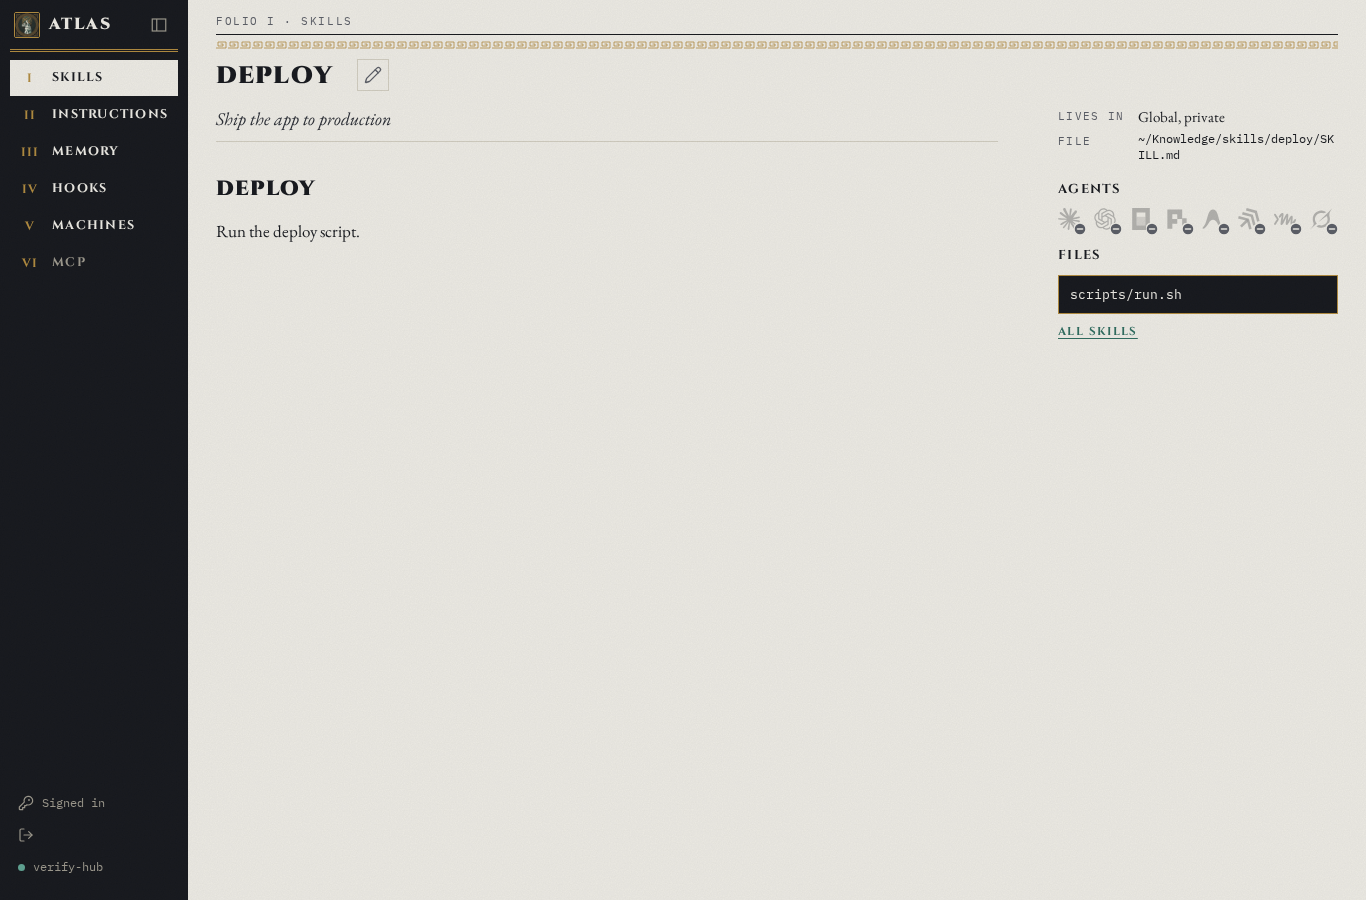 ATLAS
I SKILLS
II INSTRUCTIONS
III MEMORY
IV HOOKS
V MACHINES
VI MCP
Signed in
verify-hub
FOLIO I · SKILLS
DEPLOY
Ship the app to production
DEPLOY
Run the deploy script.
LIVES IN Global, private
FILE ~/Knowledge/skills/deploy/SK
ILL.md
AGENTS
FILES
scripts/run.sh
ALL SKILLS